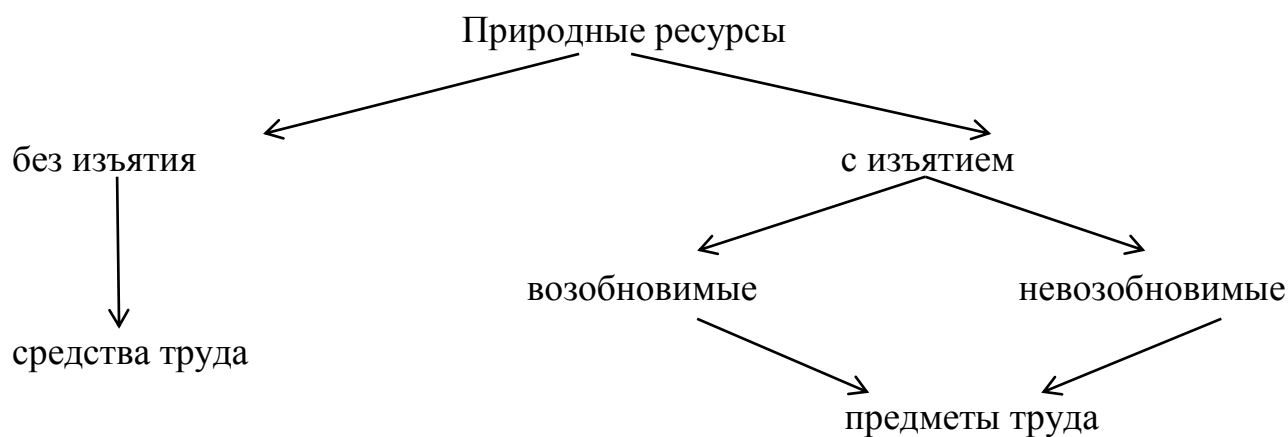 Природные ресурсы
без изъятия
с изъятием
возобновимые
невозобновимые
средства труда
предметы труда